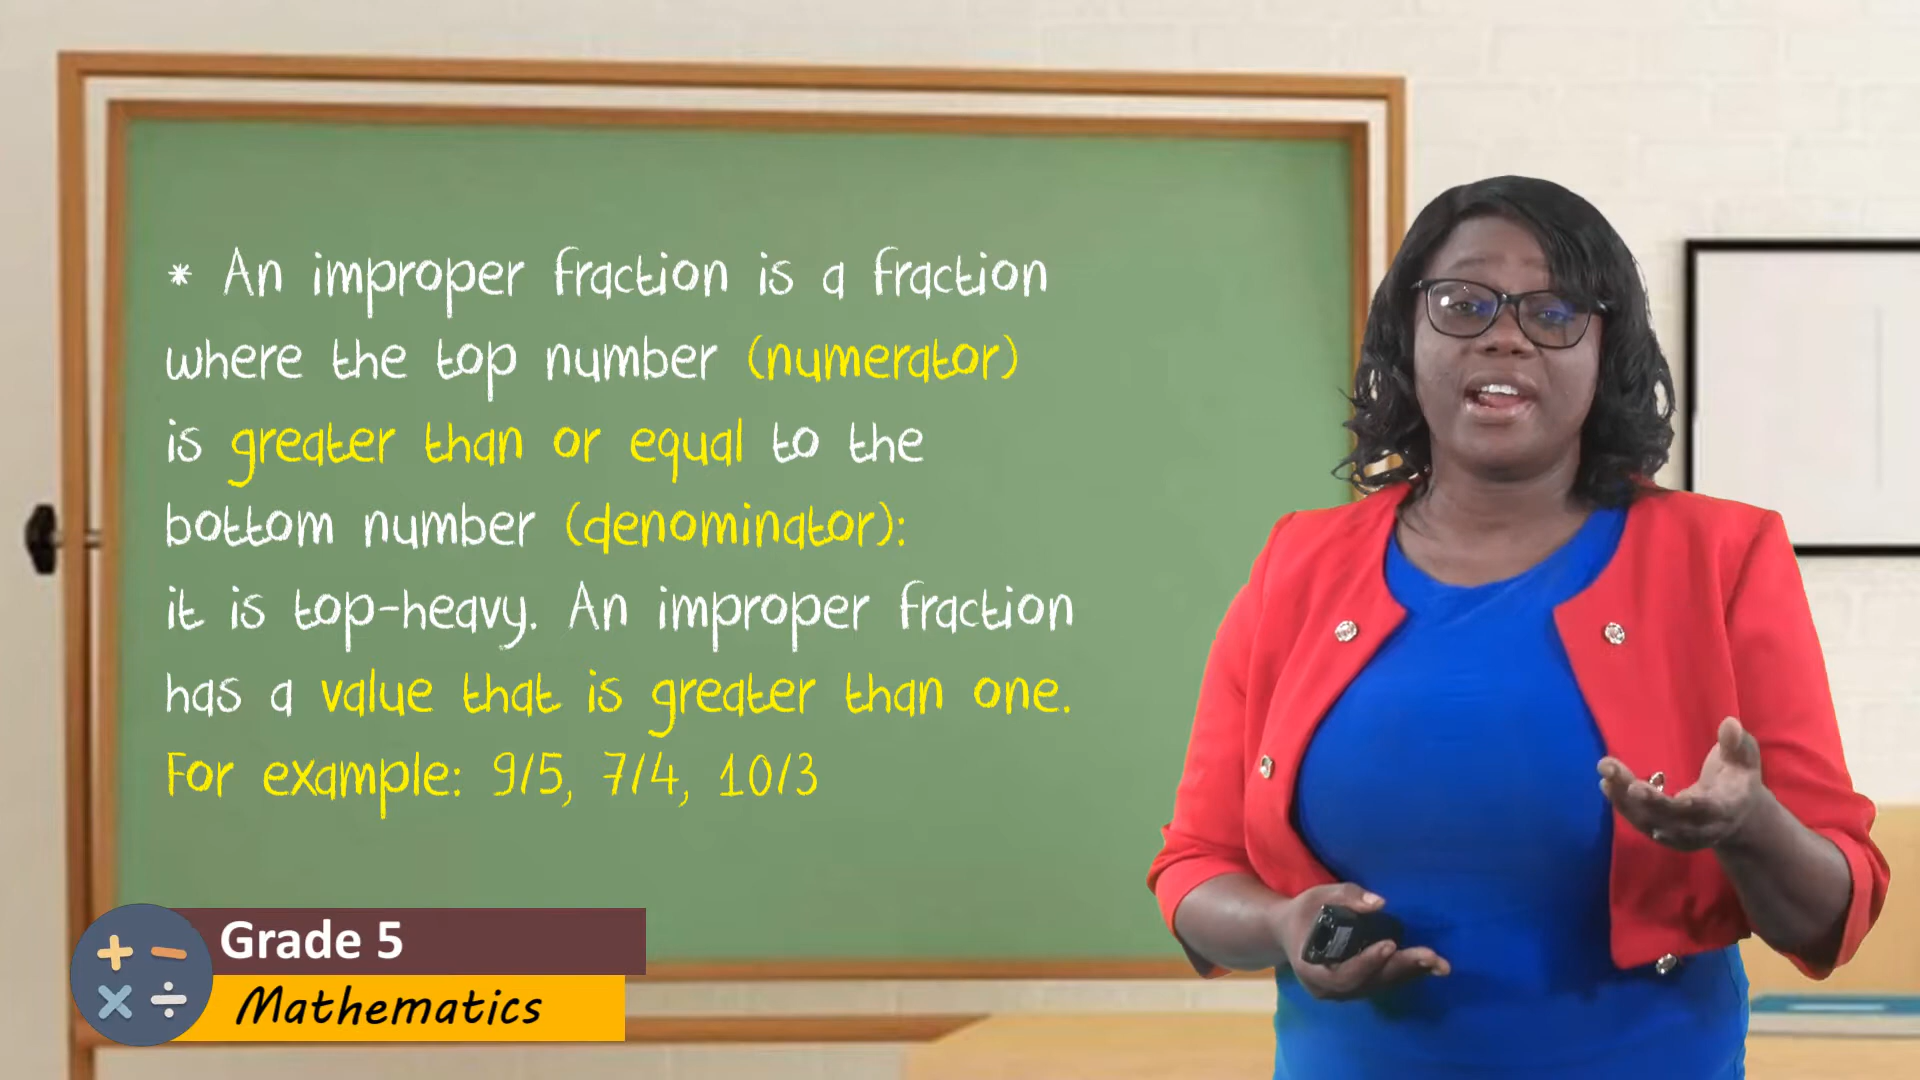 * An improper fraction is a fraction
where the top number (numerator)
is greater than or equal to the
bottom number (denominator):
it is top-heavy. An improper fraction
has a value that is greater than one.
For example: 9/5, 7/4, 10/3
Grade 5
Mathematics